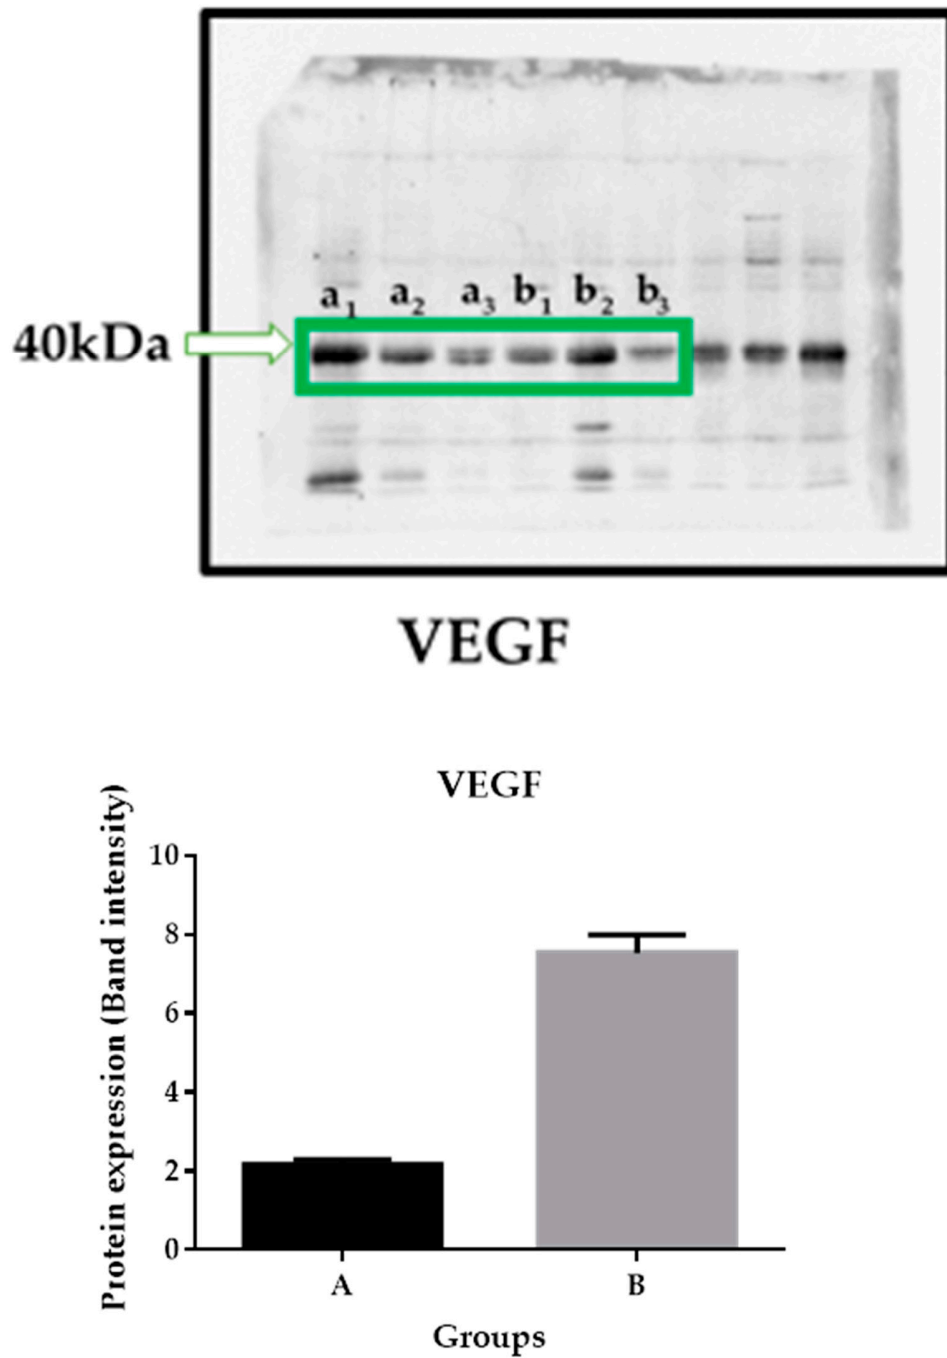 a1 a2 a3 b1 b2 b3
40kDa
VEGF
VEGF
Protein expression (Band intensity)
10
8
6
4
2
0
A B
Groups